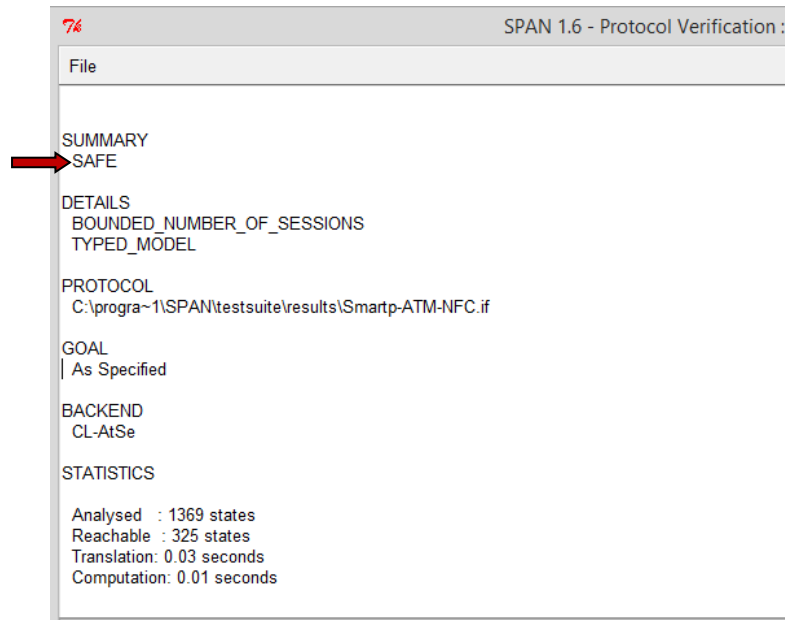 7k SPAN 1.6 - Protocol Verification :
File
SUMMARY
SAFE
DETAILS
BOUNDED_NUMBER_OF_SESSIONS
TYPED_MODEL
PROTOCOL
C:\progra~1\SPAN\testsuite\results\Smartp-ATM-NFC.if
GOAL
As Specified
BACKEND
CL-AtSe
STATISTICS
Analysed : 1369 states
Reachable : 325 states
Translation: 0.03 seconds
Computation: 0.01 seconds